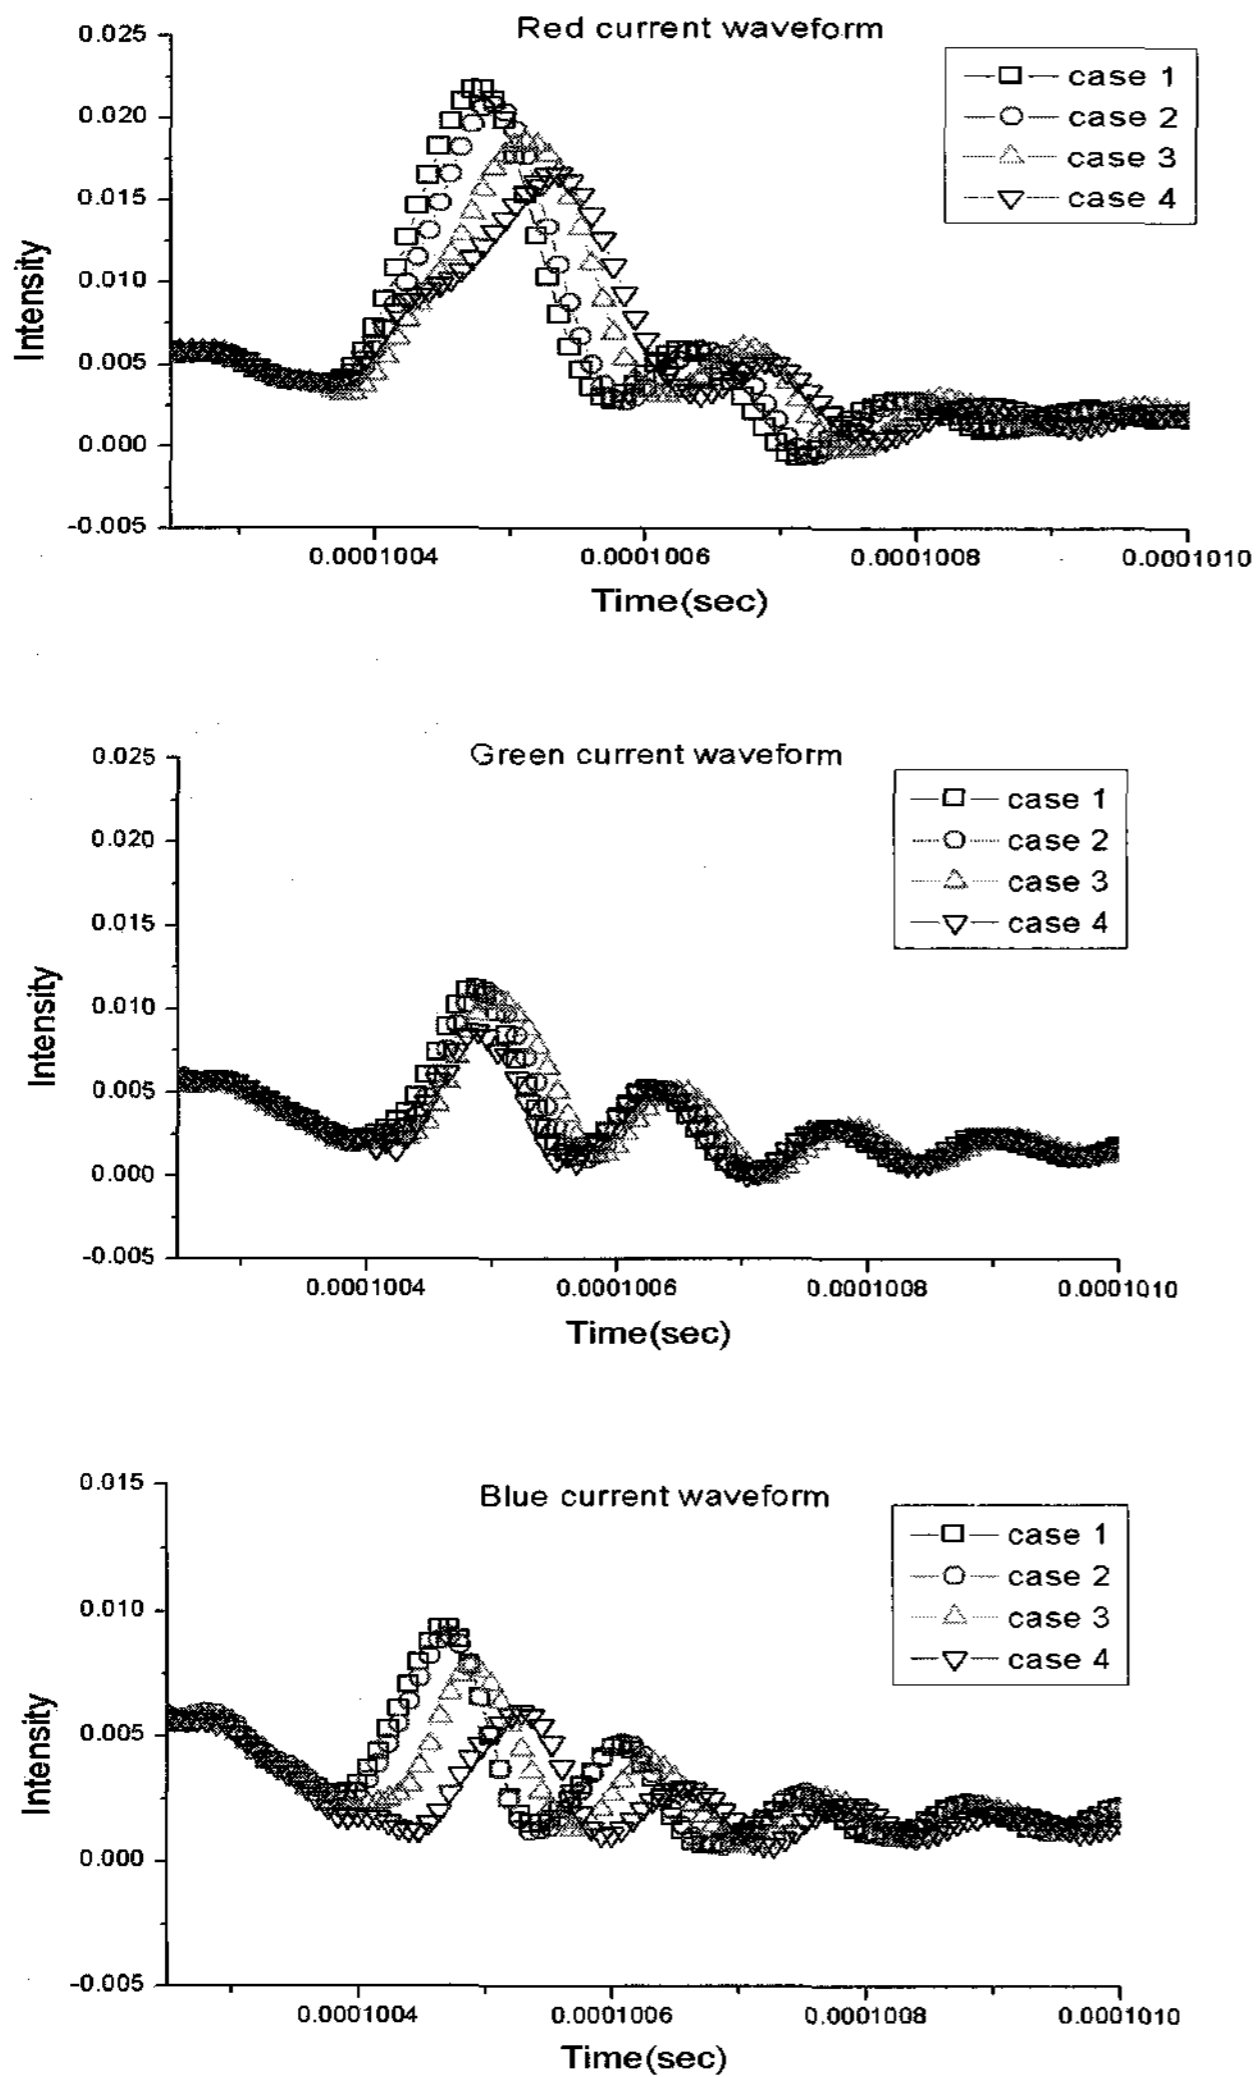 Red current waveform
0.025
0.020
0.015
0.010
0.005
0.000
-0.005
Intensity
case 1
case 2
case 3
case 4
0.0001004
0.0001006
0.0001008
0.0001010
Time(sec)
Green current waveform
0.025
0.020
0.015
0.010
0.005
0.000
-0.005
Intensity
case 1
case 2
case 3
case 4
0.0001004
0.0001006
0.0001008
0.0001010
Time(sec)
Blue current waveform
0.015
0.010
0.005
0.000
-0.005
Intensity
case 1
case 2
case 3
case 4
0.0001004
0.0001006
0.0001008
0.0001010
Time(sec)